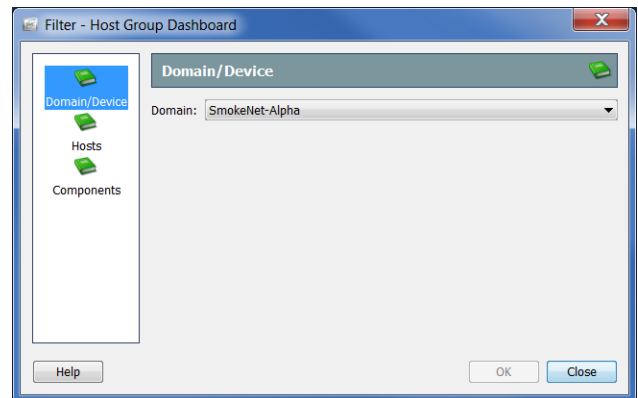 Filter - Host Group Dashboard
X
Domain/Device
Hosts
Components
Domain/Device
Domain: SmokeNet-Alpha
Help
OK
Close